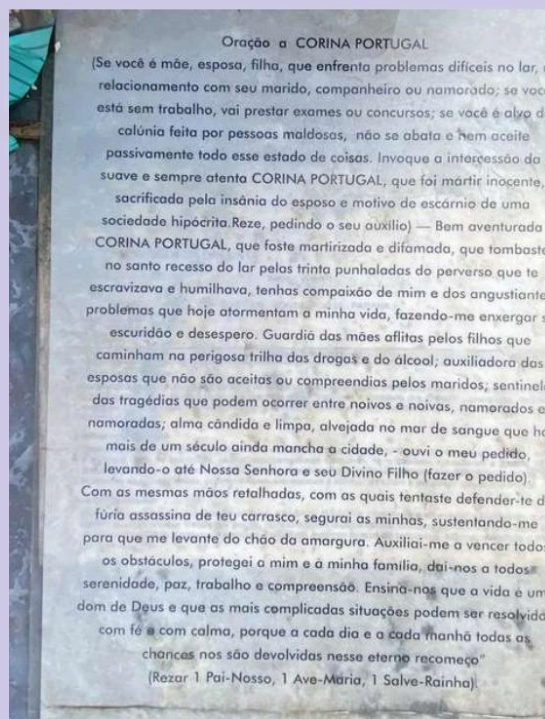 Oração a CORINA PORTUGAL
(Se você é mãe, esposa, filha, que enfrenta problemas difíceis no lar,
relacionamento com seu marido, companheiro ou namorado; se voc
está sem trabalho, vai prestar exames ou concursos; se você é alvo d
calúnia feita por pessoas maldosas, não se abata e nem aceite
passivamente todo esse estado de coisas. Invoque a intercessão da
suave e sempre atenta CORINA PORTUGAL, que foi mártir inocente,
sacrificada pela insânia do esposo e motivo de escárnio de uma
sociedade hipócrita.Reze, pedindo o seu auxílio) — Bem aventurada
CORINA PORTUGAL, que foste martirizada e difamada, que tombaste
no santo recesso do lar pelas trinta punhaladas do perverso que te
escravizava e humilhava, tenhas compaixão de mim e dos angustiante
problemas que hoje atormentam a minha vida, fazendo-me enxergar s
escuridão e desespero. Guardiã das mães aflitas pelos filhos que
caminham na perigosa trilha das drogas e do álcool; auxiliadora das
esposas que não são aceitas ou compreendias pelos maridos; sentinel
das tragédias que podem ocorrer entre noivos e noivas, namorados e
namoradas; alma cândida e limpa, alvejada no mar de sangue que há
mais de um século ainda mancha a cidade, - ouvi o meu pedido,
levando-o até Nossa Senhora e seu Divino Filho (fazer o pedido).
Com as mesmas mãos retalhadas, com as quais tentaste defender-te d
fúria assassina de teu carrasco, segurai as minhas, sustentando-me
para que me levante do chão da amargura. Auxiliai-me a vencer todos
os obstáculos, protegei a mim e à minha família, dai-nos a todos
serenidade, paz, trabalho e compreensão. Ensina-nos que a vida é um
dom de Deus e que as mais complicadas situações podem ser resolvida
com fé e com calma, porque a cada dia e a cada manhã todas as
chances nos são devolvidas nesse eterno recomeço"
(Rezar 1 Pai-Nosso, 1 Ave-Maria, 1 Salve-Rainha).